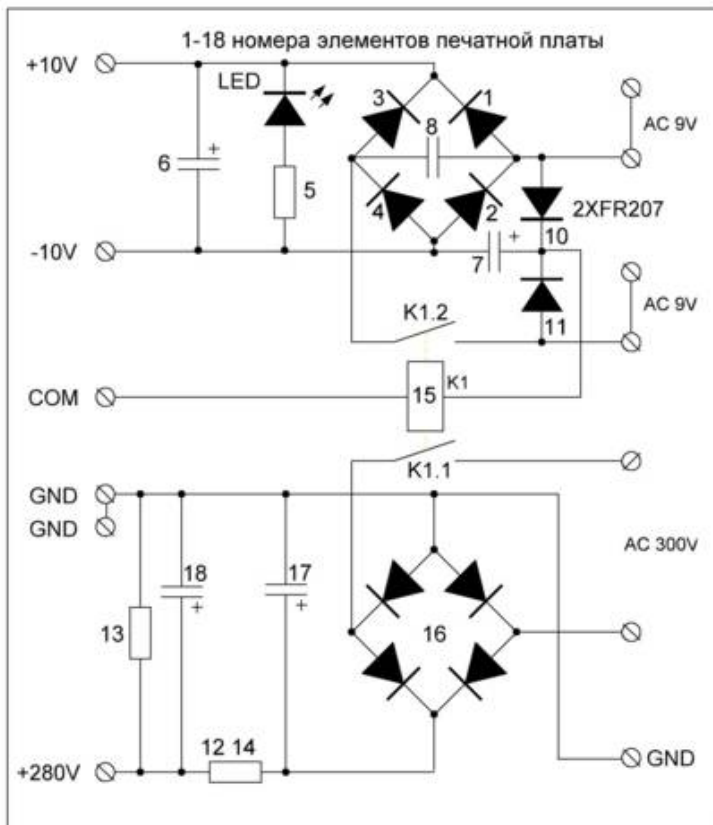 1-18 номера элементов печатной платы
+10V
LED
3
1
8
AC 9V
6
+
5
4
2
2XFR207
10
-10V
7
+
11
AC 9V
K1.2
COM
15
K1
K1.1
GND
GND
AC 300V
18
+
17
+
13
16
12 14
+280V
GND